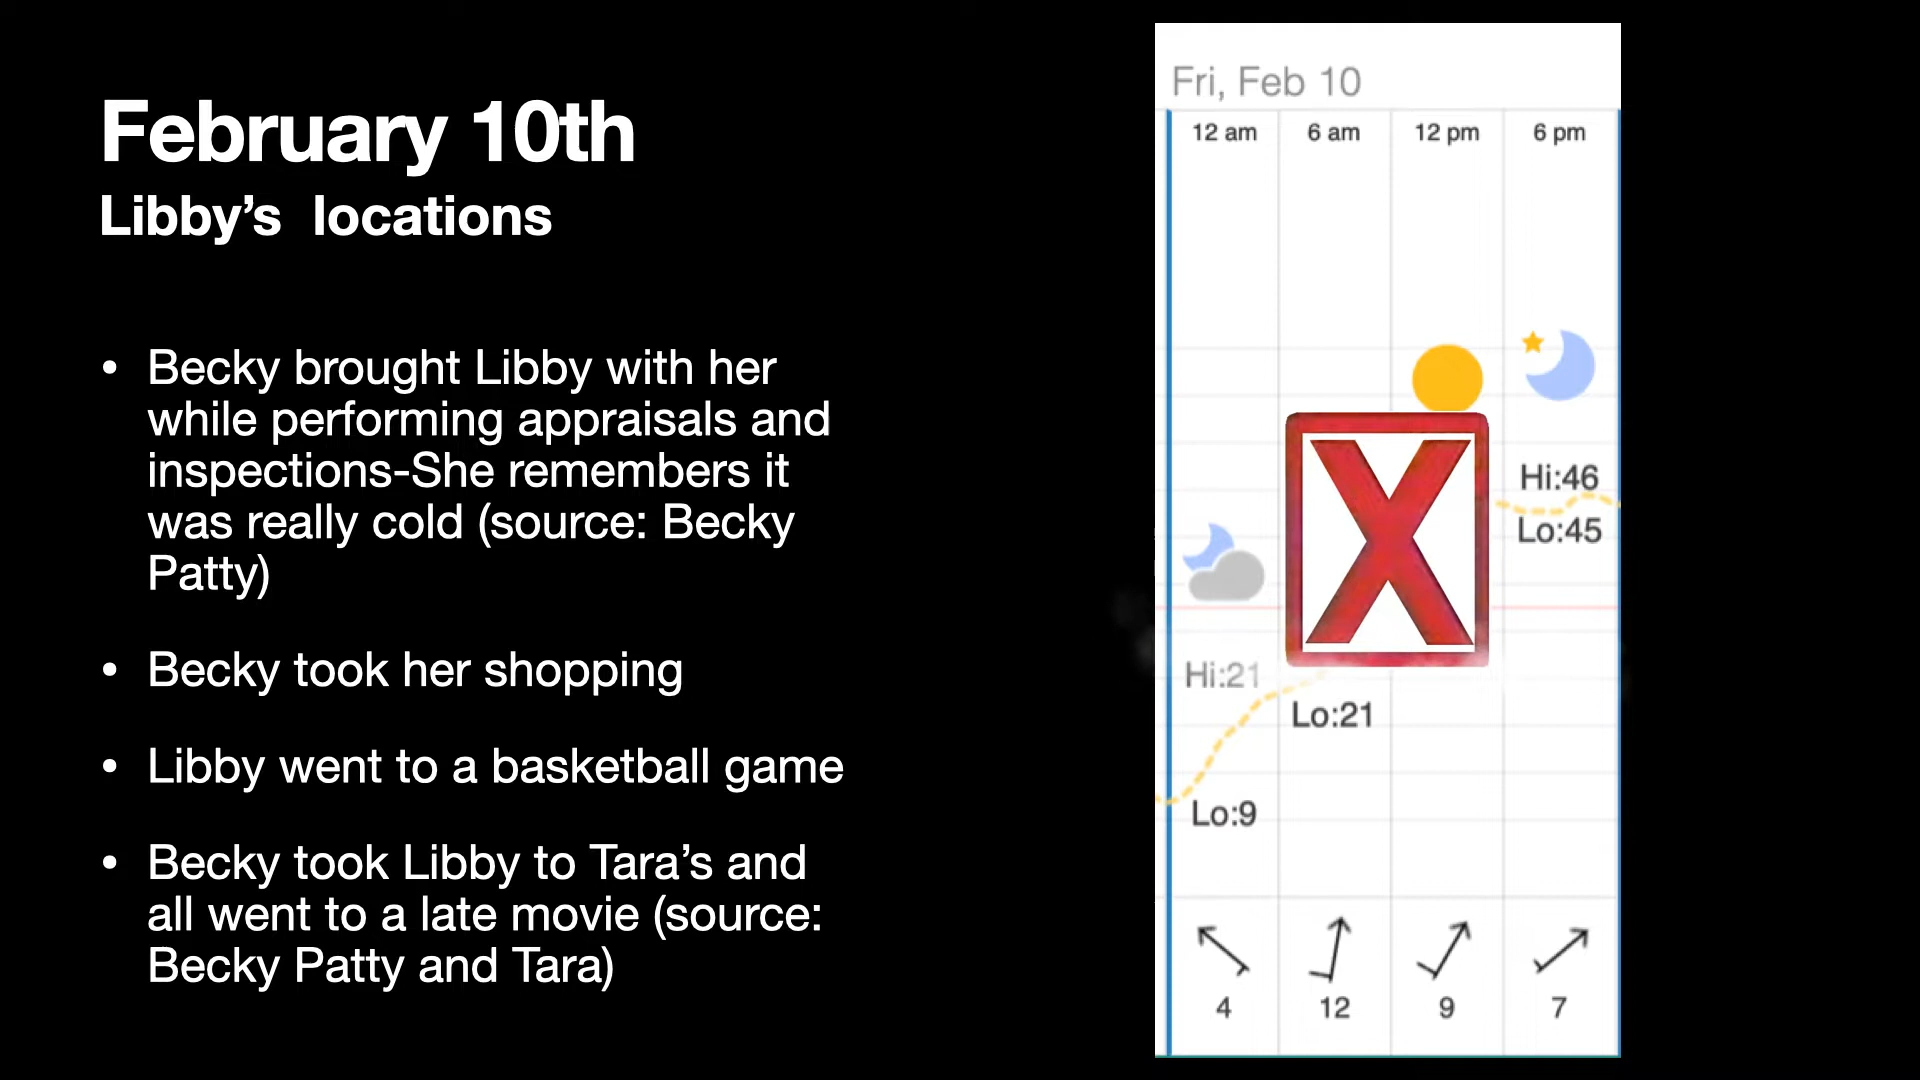 February 10th
Libby’s locations
• Becky brought Libby with her
while performing appraisals and
inspections-She remembers it
was really cold (source: Becky
Patty)
• Becky took her shopping
• Libby went to a basketball game
• Becky took Libby to Tara’s and
all went to a late movie (source:
Becky Patty and Tara)
Fri, Feb 10
12 am 6 am 12 pm 6 pm
X
Hi:46
Lo:45
Hi:21
Lo:21
Lo:9
4 12 9 7